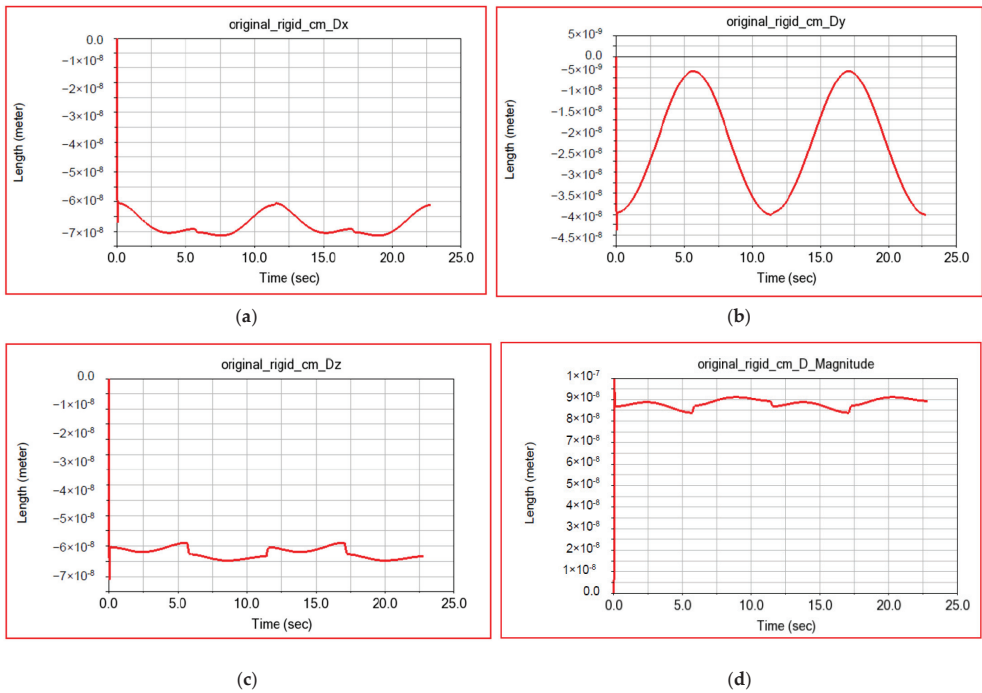 original_rigid_cm_Dx
0.0
−1×10⁻⁸
−2×10⁻⁸
−3×10⁻⁸
−4×10⁻⁸
−5×10⁻⁸
−6×10⁻⁸
−7×10⁻⁸
Length (meter)
0.0 5.0 10.0 15.0 20.0 25.0
Time (sec)
(a)
original_rigid_cm_Dy
5×10⁻⁹
0.0
−5×10⁻⁹
−1×10⁻⁸
−1.5×10⁻⁸
−2×10⁻⁸
−2.5×10⁻⁸
−3×10⁻⁸
−3.5×10⁻⁸
−4×10⁻⁸
−4.5×10⁻⁸
Length (meter)
0.0 5.0 10.0 15.0 20.0 25.0
Time (sec)
(b)
original_rigid_cm_Dz
0.0
−1×10⁻⁸
−2×10⁻⁸
−3×10⁻⁸
−4×10⁻⁸
−5×10⁻⁸
−6×10⁻⁸
−7×10⁻⁸
Length (meter)
0.0 5.0 10.0 15.0 20.0 25.0
Time (sec)
(c)
original_rigid_cm_D_Magnitude
1×10⁻⁷
9×10⁻⁸
8×10⁻⁸
7×10⁻⁸
6×10⁻⁸
5×10⁻⁸
4×10⁻⁸
3×10⁻⁸
2×10⁻⁸
1×10⁻⁸
0.0
Length (meter)
0.0 5.0 10.0 15.0 20.0 25.0
Time (sec)
(d)